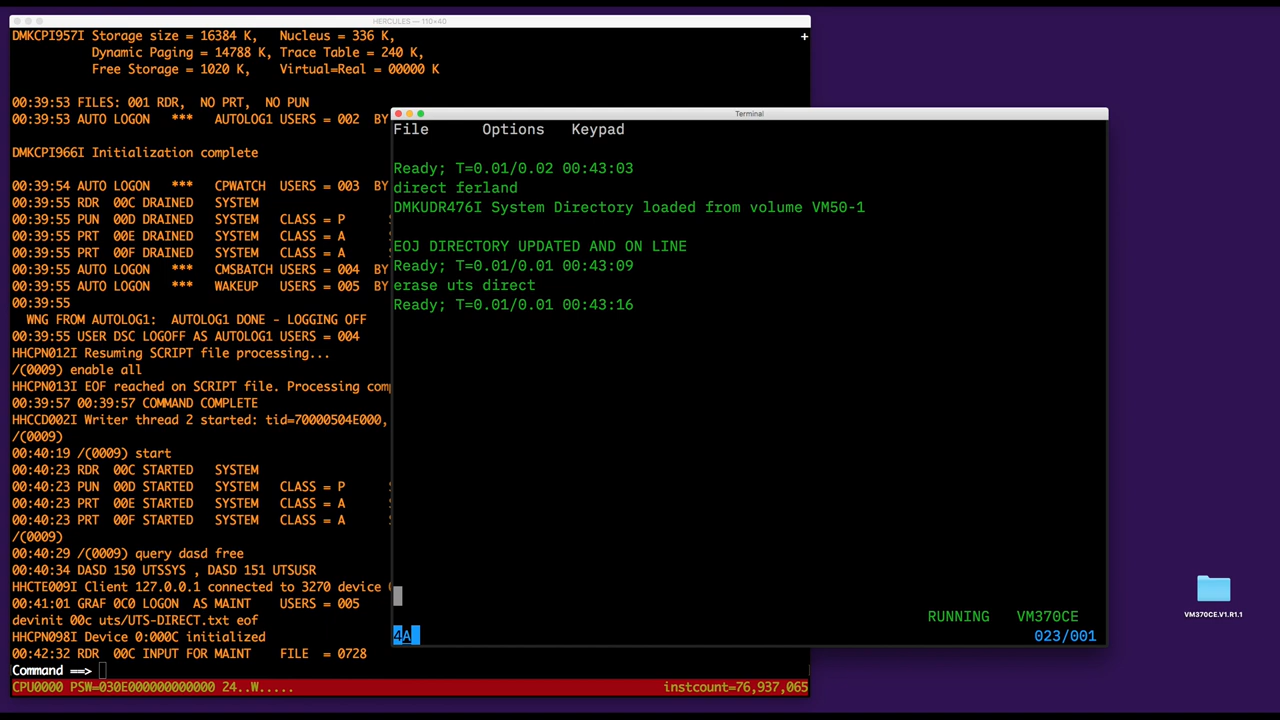 HERCULES — 110×40
DMKCPI957I Storage size = 16384 K,   Nucleus = 336 K,
+
Dynamic Paging = 14788 K, Trace Table = 240 K,
Free Storage = 1020 K,   Virtual=Real = 00000 K
00:39:53 FILES: 001 RDR,  NO PRT,  NO PUN
00:39:53 AUTO LOGON   ***   AUTOLOG1 USERS = 002  BY
DMKCPI966I Initialization complete
00:39:54 AUTO LOGON   ***   CPWATCH  USERS = 003  BY
00:39:55 RDR  00C DRAINED   SYSTEM
00:39:55 PUN  00D DRAINED   SYSTEM   CLASS = P
00:39:55 PRT  00E DRAINED   SYSTEM   CLASS = A
00:39:55 PRT  00F DRAINED   SYSTEM   CLASS = A
00:39:55 AUTO LOGON   ***   CMSBATCH USERS = 004  BY
00:39:55 AUTO LOGON   ***   WAKEUP   USERS = 005  BY
00:39:55
WNG FROM AUTOLOG1:  AUTOLOG1 DONE - LOGGING OFF
00:39:55 USER DSC LOGOFF AS AUTOLOG1 USERS = 004
HHCPN012I Resuming SCRIPT file processing...
/(0009) enable all
HHCPN013I EOF reached on SCRIPT file. Processing com
00:39:57 00:39:57 COMMAND COMPLETE
HHCCD002I Writer thread 2 started: tid=70000504E000,
/(0009)
00:40:19 /(0009) start
00:40:23 RDR  00C STARTED   SYSTEM
00:40:23 PUN  00D STARTED   SYSTEM   CLASS = P
00:40:23 PRT  00E STARTED   SYSTEM   CLASS = A
00:40:23 PRT  00F STARTED   SYSTEM   CLASS = A
/(0009)
00:40:29 /(0009) query dasd free
00:40:34 DASD 150 UTSSYS , DASD 151 UTSUSR
HHCTE009I Client 127.0.0.1 connected to 3270 device
00:41:01 GRAF 0C0 LOGON  AS MAINT    USERS = 005
devinit 00c uts/UTS-DIRECT.txt eof
HHCPN098I Device 0:000C initialized
00:42:32 RDR  00C INPUT FOR MAINT    FILE  = 0728
Command ==>
CPU0000 PSW=030E000000000000 24..W.....   instcount=76,937,065
Terminal
File   Options   Keypad
Ready; T=0.01/0.02 00:43:03
direct ferland
DMKUDR476I System Directory loaded from volume VM50-1
EOJ DIRECTORY UPDATED AND ON LINE
Ready; T=0.01/0.01 00:43:09
erase uts direct
Ready; T=0.01/0.01 00:43:16
RUNNING   VM370CE
4A   023/001
VM370CE.V1.R1.1